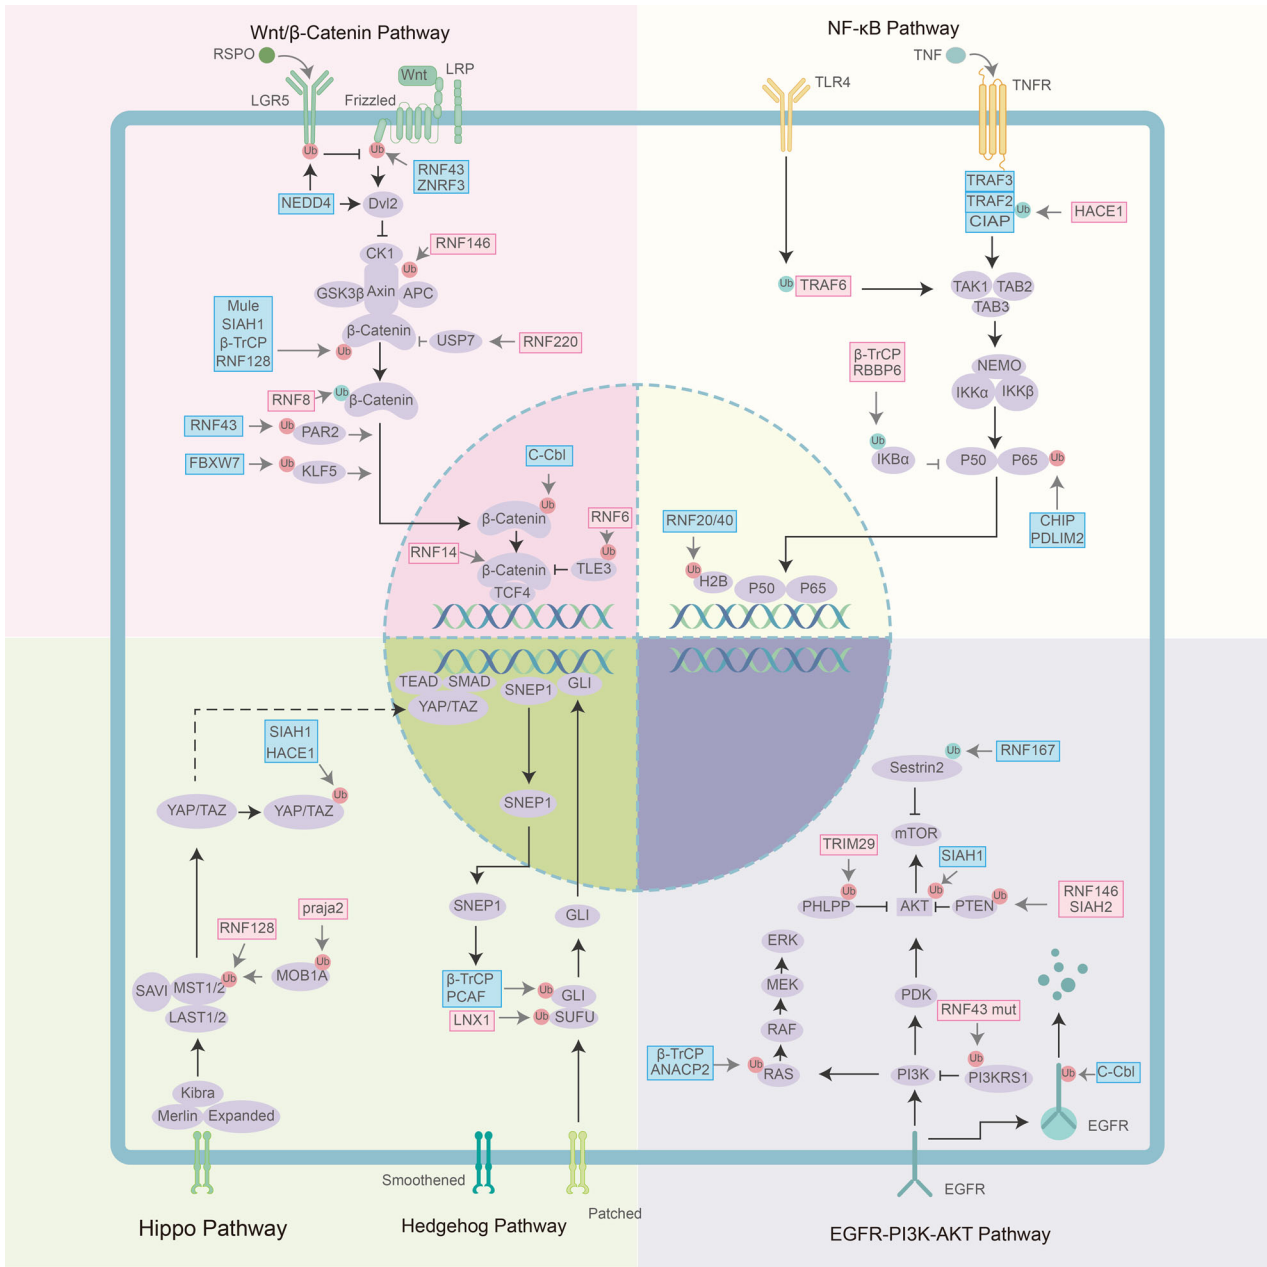 Wnt/β-Catenin Pathway
RSPO
LGR5
Frizzled
Wnt
LRP
Ub
Ub
RNF43
ZNRF3
NEDD4
Dvl2
CK1
RNF146
Ub
GSK3β
Axin
APC
Mule
SIAH1
β-TrCP
RNF128
Ub
β-Catenin
USP7
RNF220
RNF8
Ub
β-Catenin
RNF43
Ub
PAR2
FBXW7
Ub
KLF5
C-Cbl
Ub
β-Catenin
RNF6
Ub
RNF14
β-Catenin
TLE3
TCF4
NF-κB Pathway
TNF
TLR4
TNFR
TRAF3
TRAF2
CIAP
Ub
HACE1
Ub
TRAF6
TAK1
TAB2
TAB3
β-TrCP
RBBP6
NEMO
IKKα
IKKβ
Ub
IKBα
P50
P65
Ub
CHIP
PDLIM2
RNF20/40
Ub
H2B
P50
P65
TEAD
SMAD
YAP/TAZ
SNEP1
GLI
SIAH1
HACE1
Ub
YAP/TAZ
YAP/TAZ
SNEP1
praja2
RNF128
Ub
Ub
MOB1A
SAVI
MST1/2
LAST1/2
Kibra
Merlin
Expanded
Hippo Pathway
SNEP1
GLI
β-TrCP
PCAF
Ub
GLI
LNX1
Ub
SUFU
Smoothened
Patched
Hedgehog Pathway
Ub
RNF167
Sestrin2
mTOR
TRIM29
SIAH1
Ub
Ub
PHLPP
AKT
PTEN
Ub
RNF146
SIAH2
ERK
MEK
RAF
PDK
RNF43 mut
Ub
β-TrCP
ANACP2
Ub
RAS
PI3K
PI3KRS1
Ub
C-Cbl
EGFR
EGFR
EGFR-PI3K-AKT Pathway